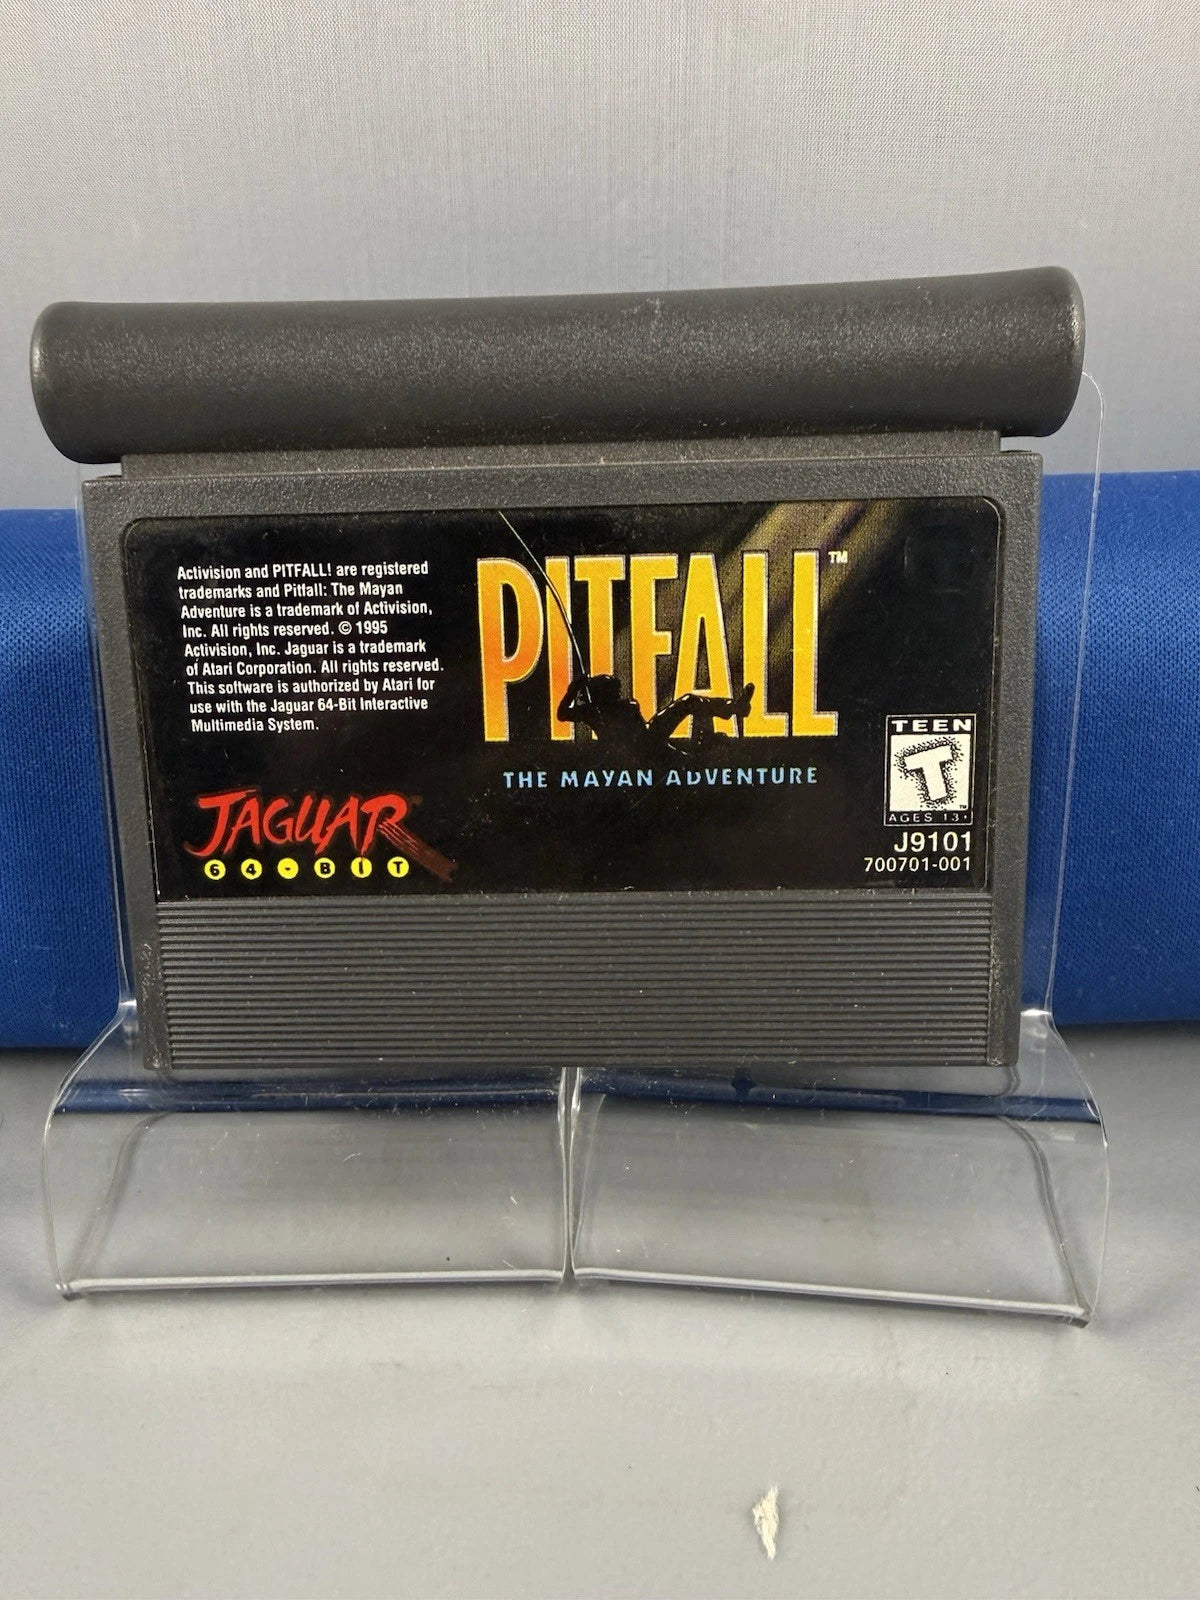 Activision and PITFALL! are registered
trademarks and Pitfall: The Mayan
Adventure is a trademark of Activision,
Inc. All rights reserved. © 1995
Activision, Inc. Jaguar is a trademark
of Atari Corporation. All rights reserved.
This software is authorized by Atari for
use with the Jaguar 64-Bit Interactive
Multimedia System.
JAGUAR
64-BIT
PITFALL™
THE MAYAN ADVENTURE
TEEN
T™
AGES 13+
J9101
700701-001